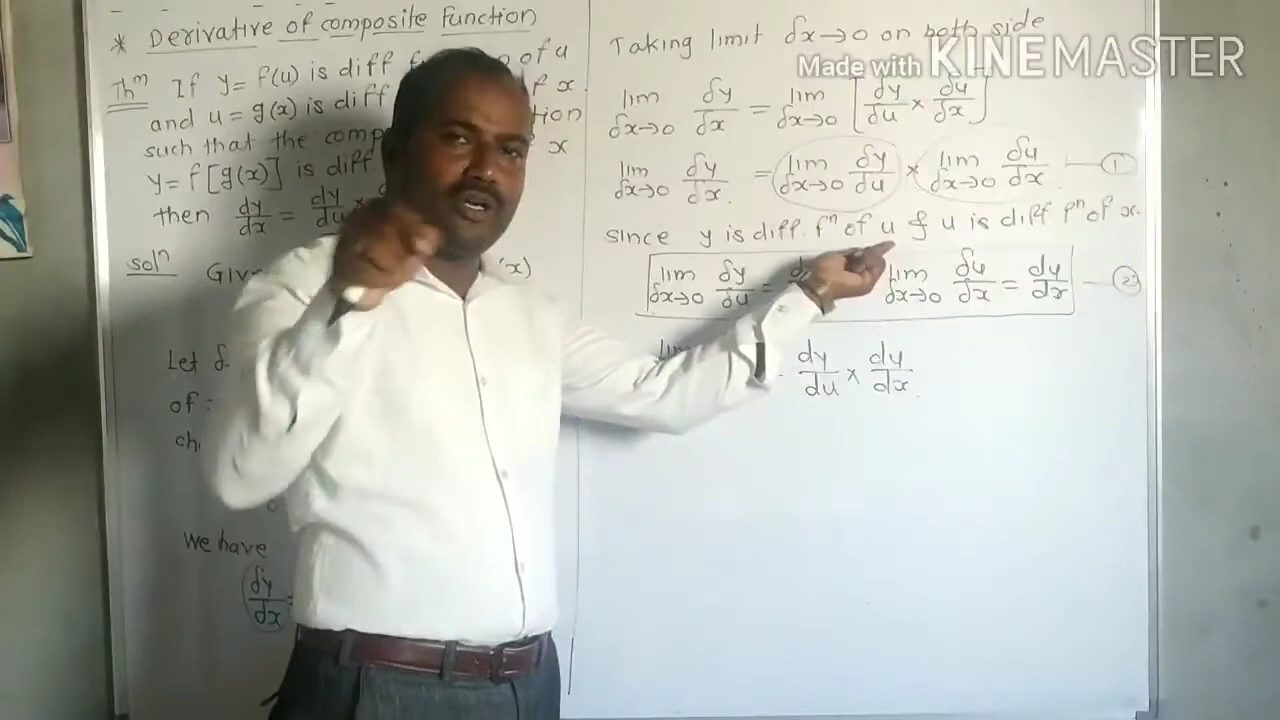 * Derivative of composite Function
Thᵐ If y = f(u) is diff of u
and u = g(x) is diff of x
such that the comp tion
y = f[g(x)] is diff. x
then dy/dx = dy/du ×
solⁿ Give (x)
Let δ
of :
ch
We have
δy/δx =
Taking limit δx→0 on both side
lim δx→0 δy/δx = lim δx→0 [δy/δu × δu/δx]
lim δx→0 δy/δx = lim δx→0 δy/δu × lim δx→0 δu/δx — ①
since y is diff. fⁿ of u & u is diff fⁿ of x.
lim δx→0 δy/δu = lim δx→0 δu/δx = dy/dx — ②
lim dy/du × dy/dx.
Made with KINEMASTER